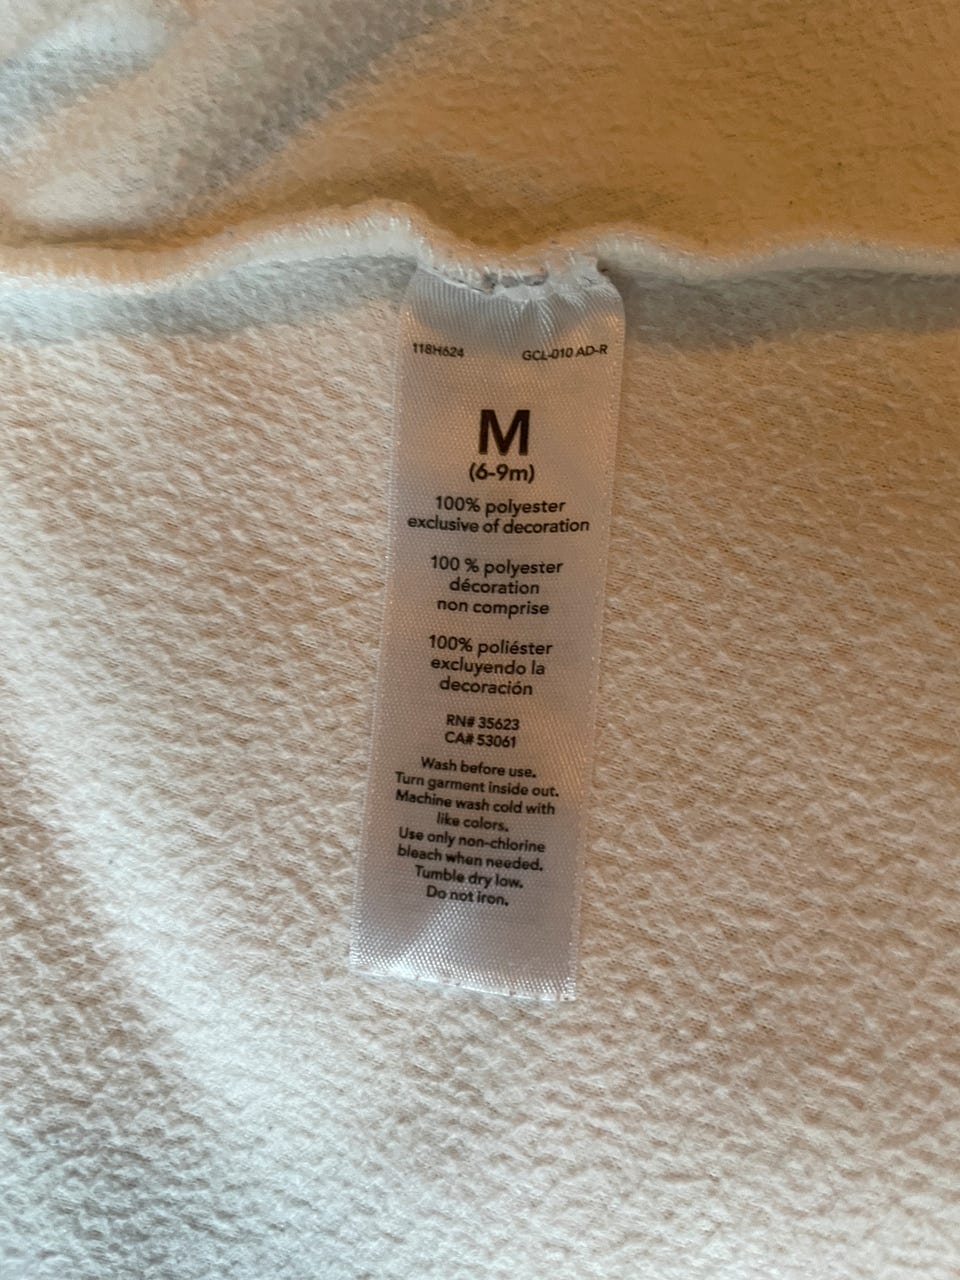 118H624 GCL-010 AD-R
M
(6-9m)
100% polyester
exclusive of decoration
100 % polyester
décoration
non comprise
100% poliéster
excluyendo la
decoración
RN# 35623
CA# 53061
Wash before use.
Turn garment inside out.
Machine wash cold with
like colors.
Use only non-chlorine
bleach when needed.
Tumble dry low.
Do not iron.